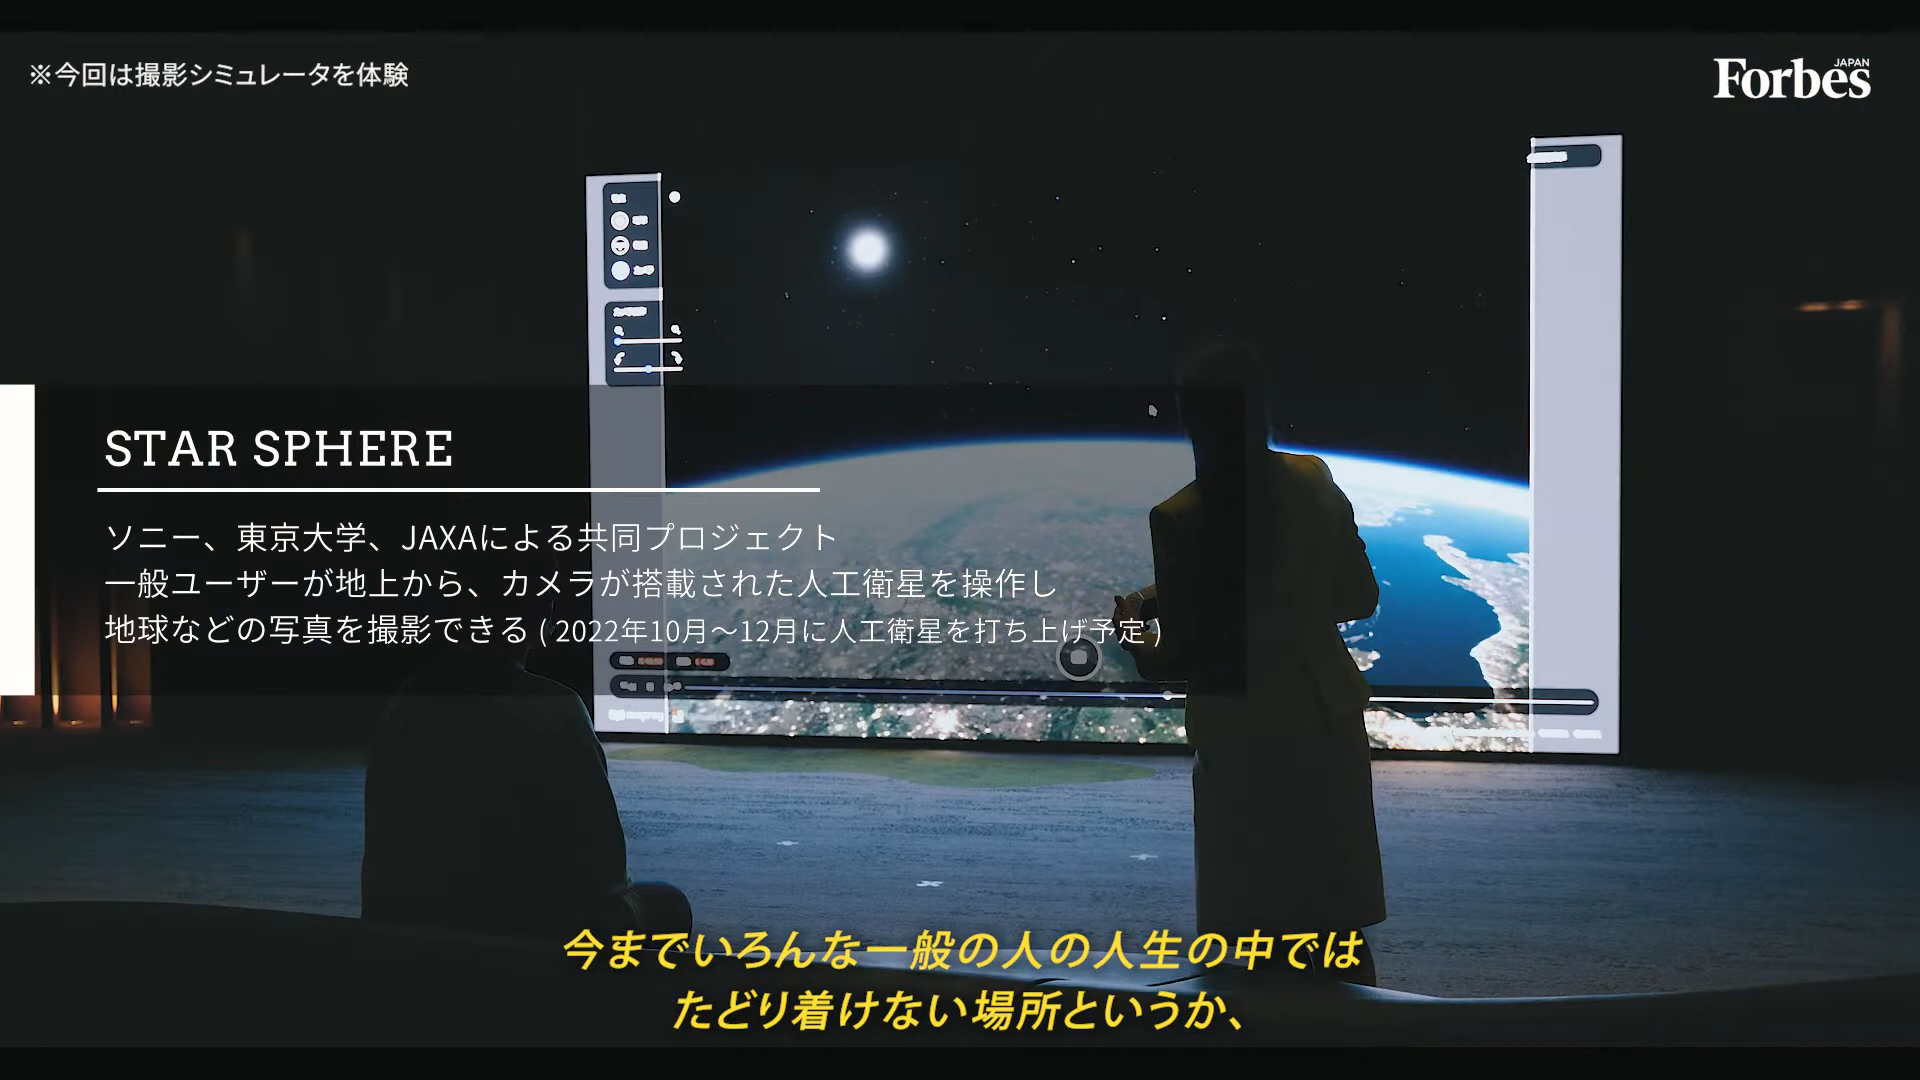 ※今回は撮影シミュレータを体験
Forbes
JAPAN
STAR SPHERE
ソニー、東京大学、JAXAによる共同プロジェクト
一般ユーザーが地上から、カメラが搭載された人工衛星を操作し
地球などの写真を撮影できる ( 2022年10月～12月に人工衛星を打ち上げ予定 )
今までいろんな一般の人の人生の中では
たどり着けない場所というか、